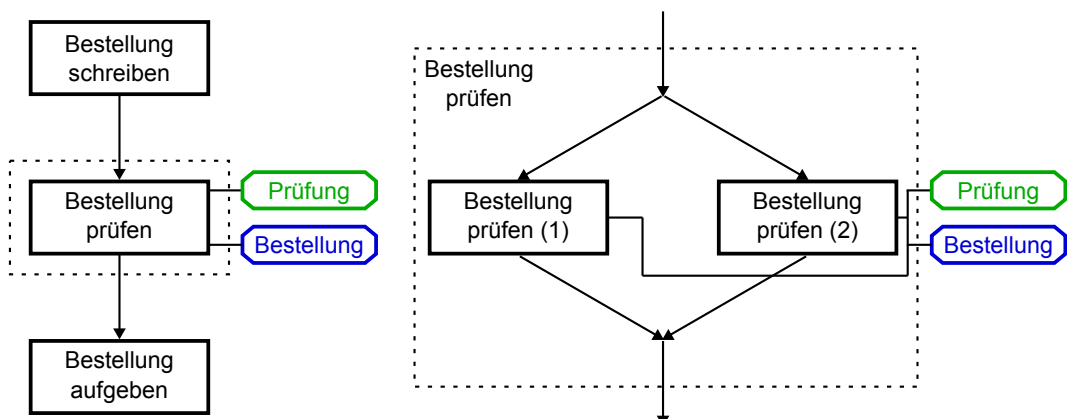 Bestellung
schreiben
Bestellung
prüfen
Prüfung
Bestellung
Bestellung
aufgeben
Bestellung
prüfen
Bestellung
prüfen (1)
Bestellung
prüfen (2)
Prüfung
Bestellung